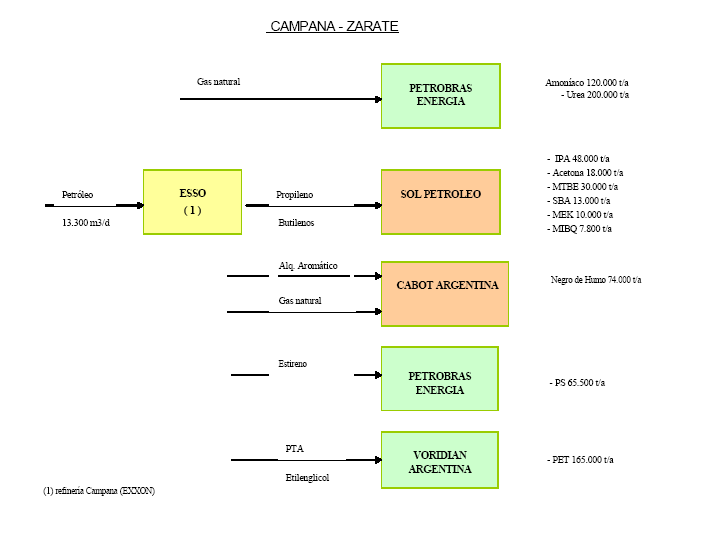 CAMPANA - ZARATE
Gas natural
PETROBRAS
ENERGIA
Amoníaco 120.000 t/a
- Urea 200.000 t/a
Petróleo
13.300 m3/d
ESSO
( 1 )
Propileno
Butilenos
SOL PETROLEO
- IPA 48.000 t/a
- Acetona 18.000 t/a
- MTBE 30.000 t/a
- SBA 13.000 t/a
- MEK 10.000 t/a
- MIBQ 7.800 t/a
Alq. Aromático
Gas natural
CABOT ARGENTINA
Negro de Humo 74.000 t/a
Estireno
PETROBRAS
ENERGIA
- PS 65.500 t/a
PTA
Etilenglicol
VORIDIAN
ARGENTINA
- PET 165.000 t/a
(1) refinería Campana (EXXON)